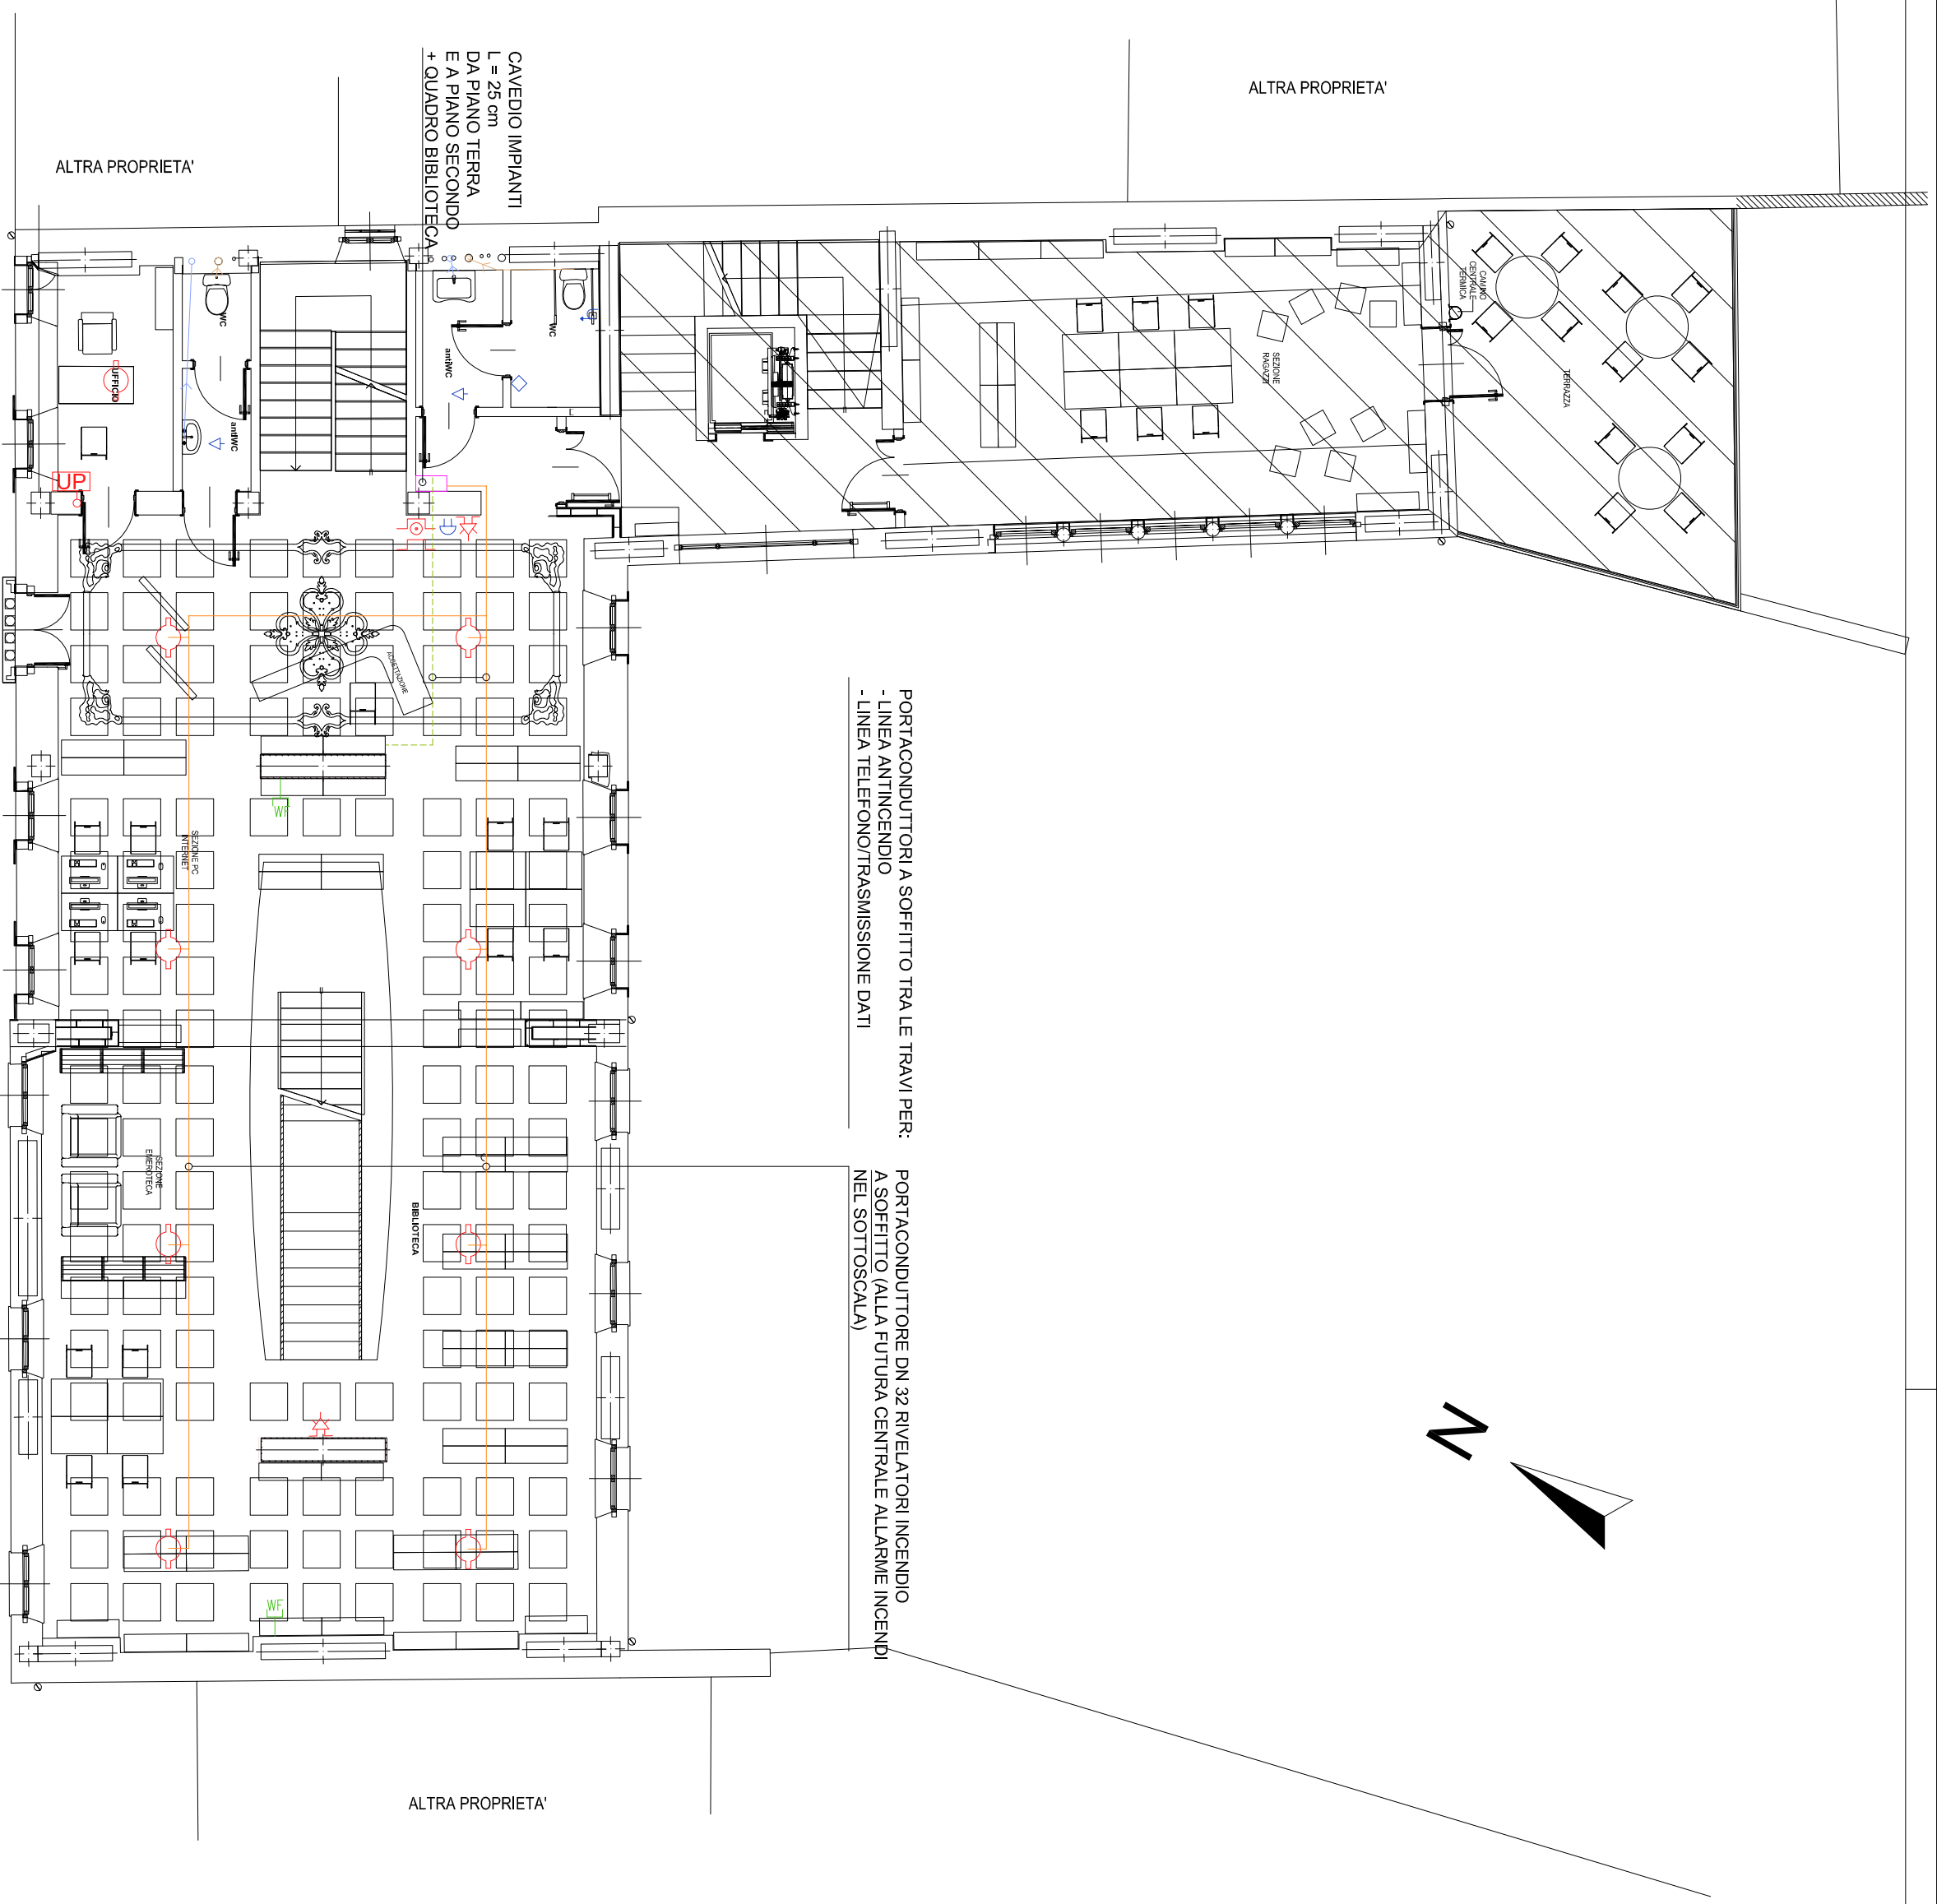 ALTRA PROPRIETA'
ALTRA PROPRIETA'
CAVEDIO IMPIANTI
L = 25 cm
DA PIANO TERRA
E A PIANO SECONDO
+ QUADRO BIBLIOTECA
CAMINO
CENTRALE
TERMICA
TERRAZZA
SEZIONE
RAGAZZI
WC
antiWC
WC
antiWC
UFFICIO
UP
ACCETTAZIONE
PORTACONDUTTORI A SOFFITTO TRA LE TRAVI PER:
- LINEA ANTINCENDIO
- LINEA TELEFONO/TRASMISSIONE DATI
WF
SEZIONE PC
INTERNET
SEZIONE
EMEROTECA
BIBLIOTECA
PORTACONDUTTORE DN 32 RIVELATORI INCENDIO
A SOFFITTO (ALLA FUTURA CENTRALE ALLARME INCENDI
NEL SOTTOSCALA)
N
WF
ALTRA PROPRIETA'